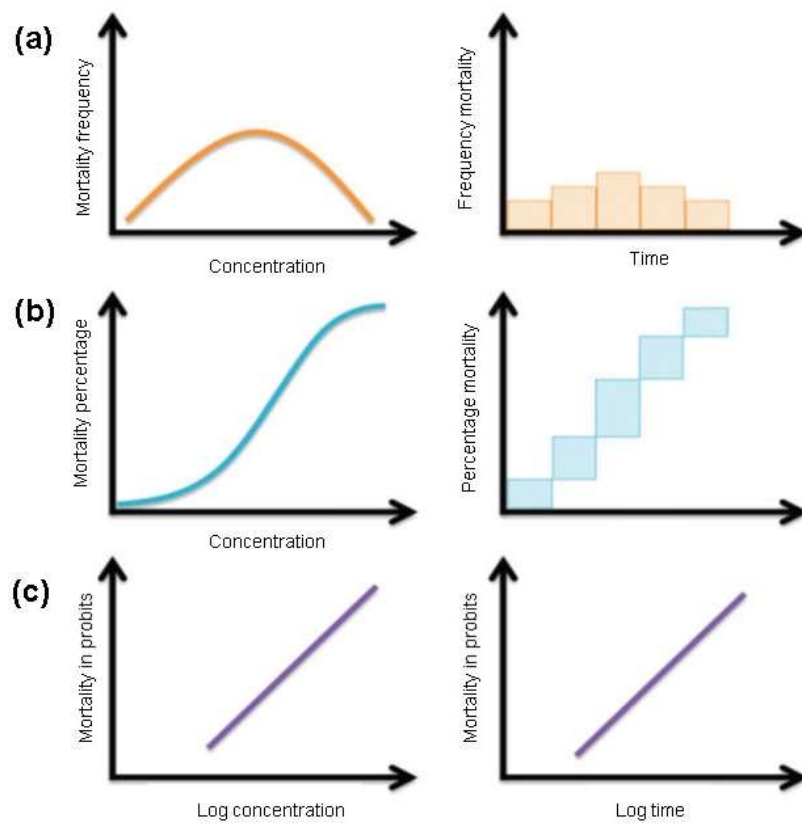 (a)
Mortality frequency
Concentration
Frequency mortality
Time
(b)
Mortality percentage
Concentration
Percentage mortality
(c)
Mortality in probits
Log concentration
Mortality in probits
Log time